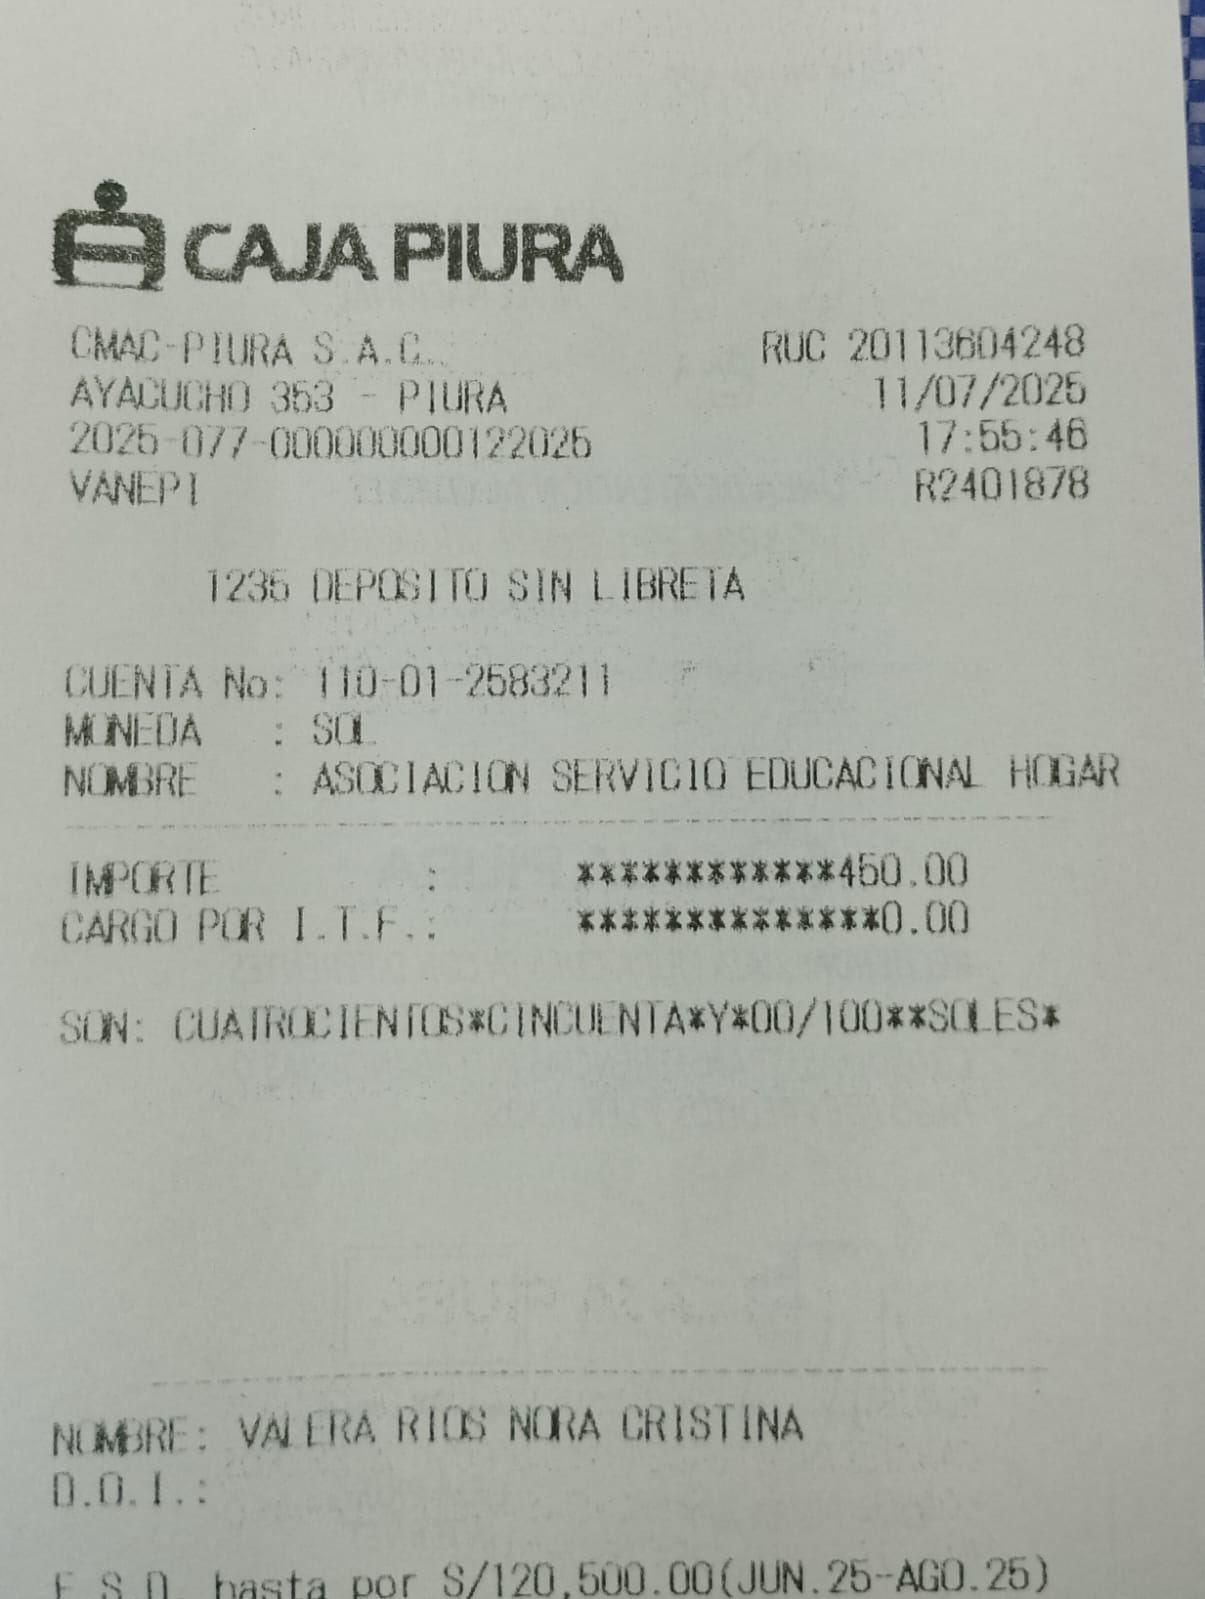 CAJA PIURA
CMAC-PIURA S.A.C. RUC 20113604248
AYACUCHO 353 - PIURA 11/07/2025
2025-077-000000000122025 17:55:46
VANEPI R2401878
1235 DEPOSITO SIN LIBRETA
CUENTA No: 110-01-2583211
MONEDA : SOL
NOMBRE : ASOCIACION SERVICIO EDUCACIONAL HOGAR
IMPORTE : ************450.00
CARGO POR I.T.F.: **************0.00
SON: CUATROCIENTOS*CINCUENTA*Y*00/100**SOLES*
NOMBRE: VALERA RIOS NORA CRISTINA
D.O.I.:
F.S.D. hasta por S/120,500.00(JUN.25-AGO.25)